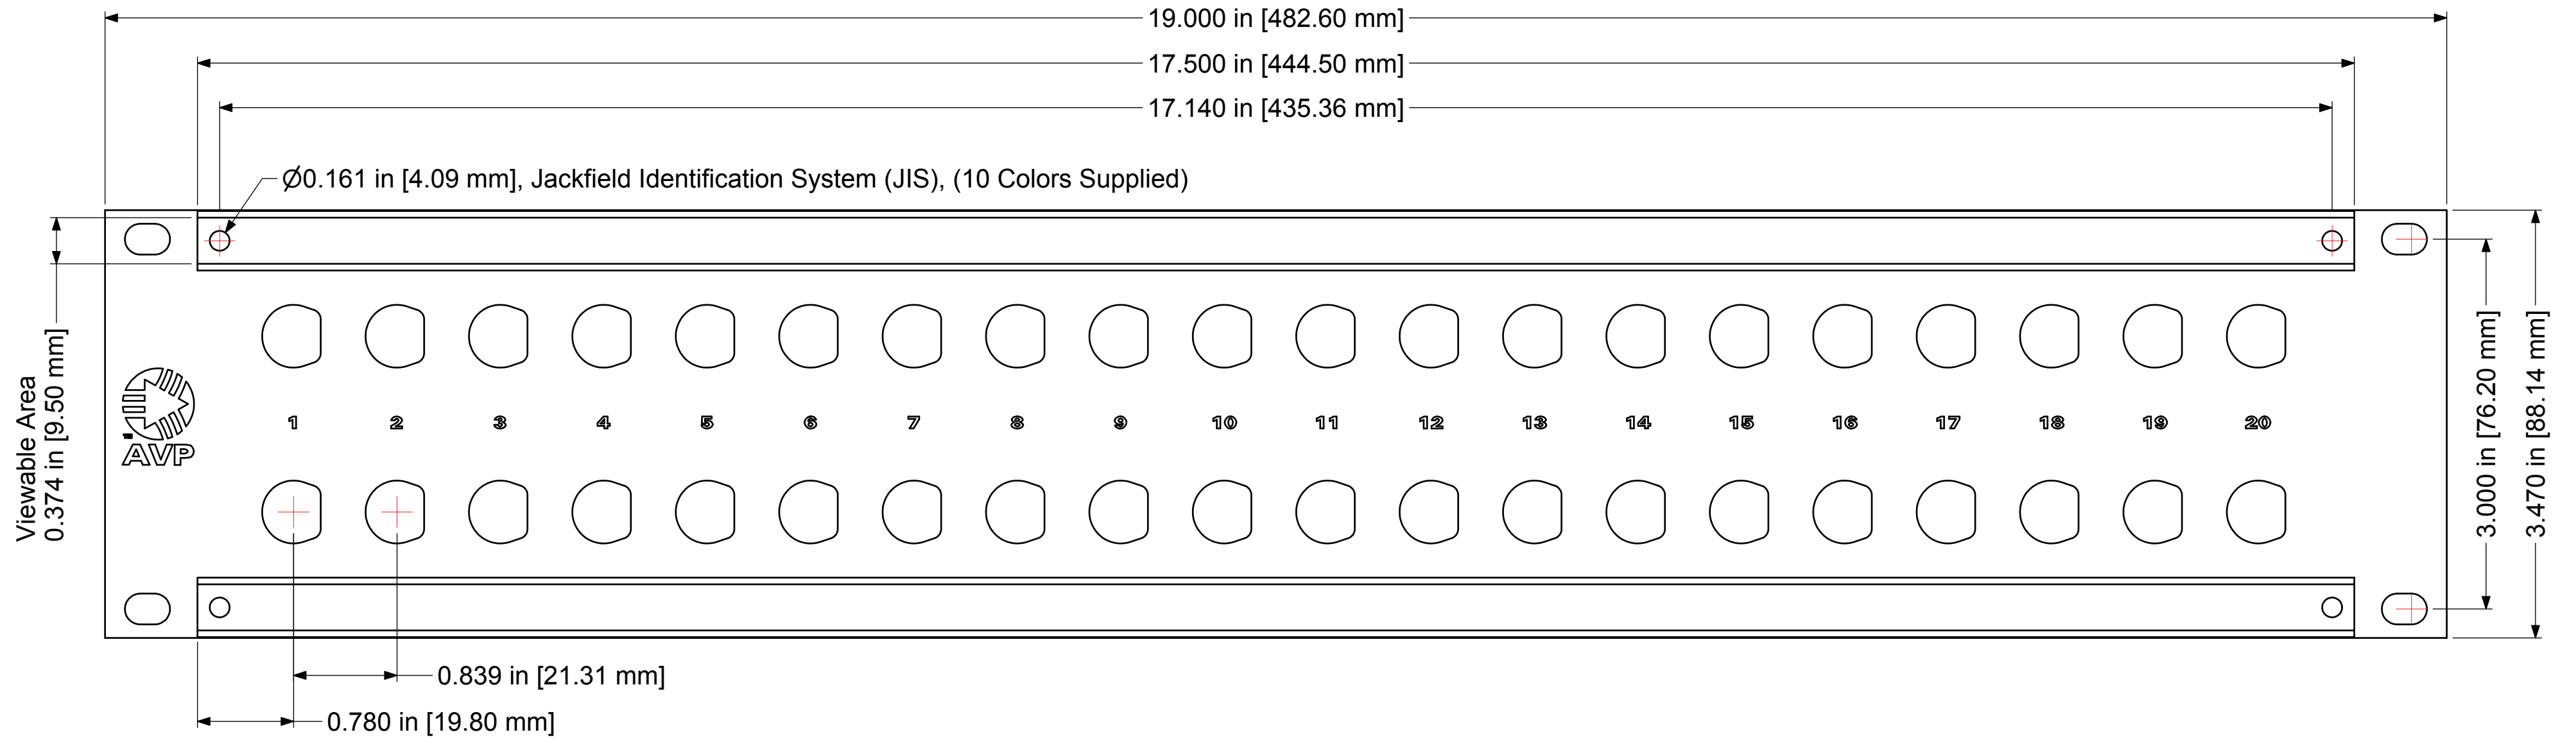 19.000 in [482.60 mm]
17.500 in [444.50 mm]
17.140 in [435.36 mm]
Ø0.161 in [4.09 mm], Jackfield Identification System (JIS), (10 Colors Supplied)
Viewable Area
0.374 in [9.50 mm]
1 2 3 4 5 6 7 8 9 10 11 12 13 14 15 16 17 18 19 20
AVP
3.000 in [76.20 mm]
3.470 in [88.14 mm]
0.839 in [21.31 mm]
0.780 in [19.80 mm]